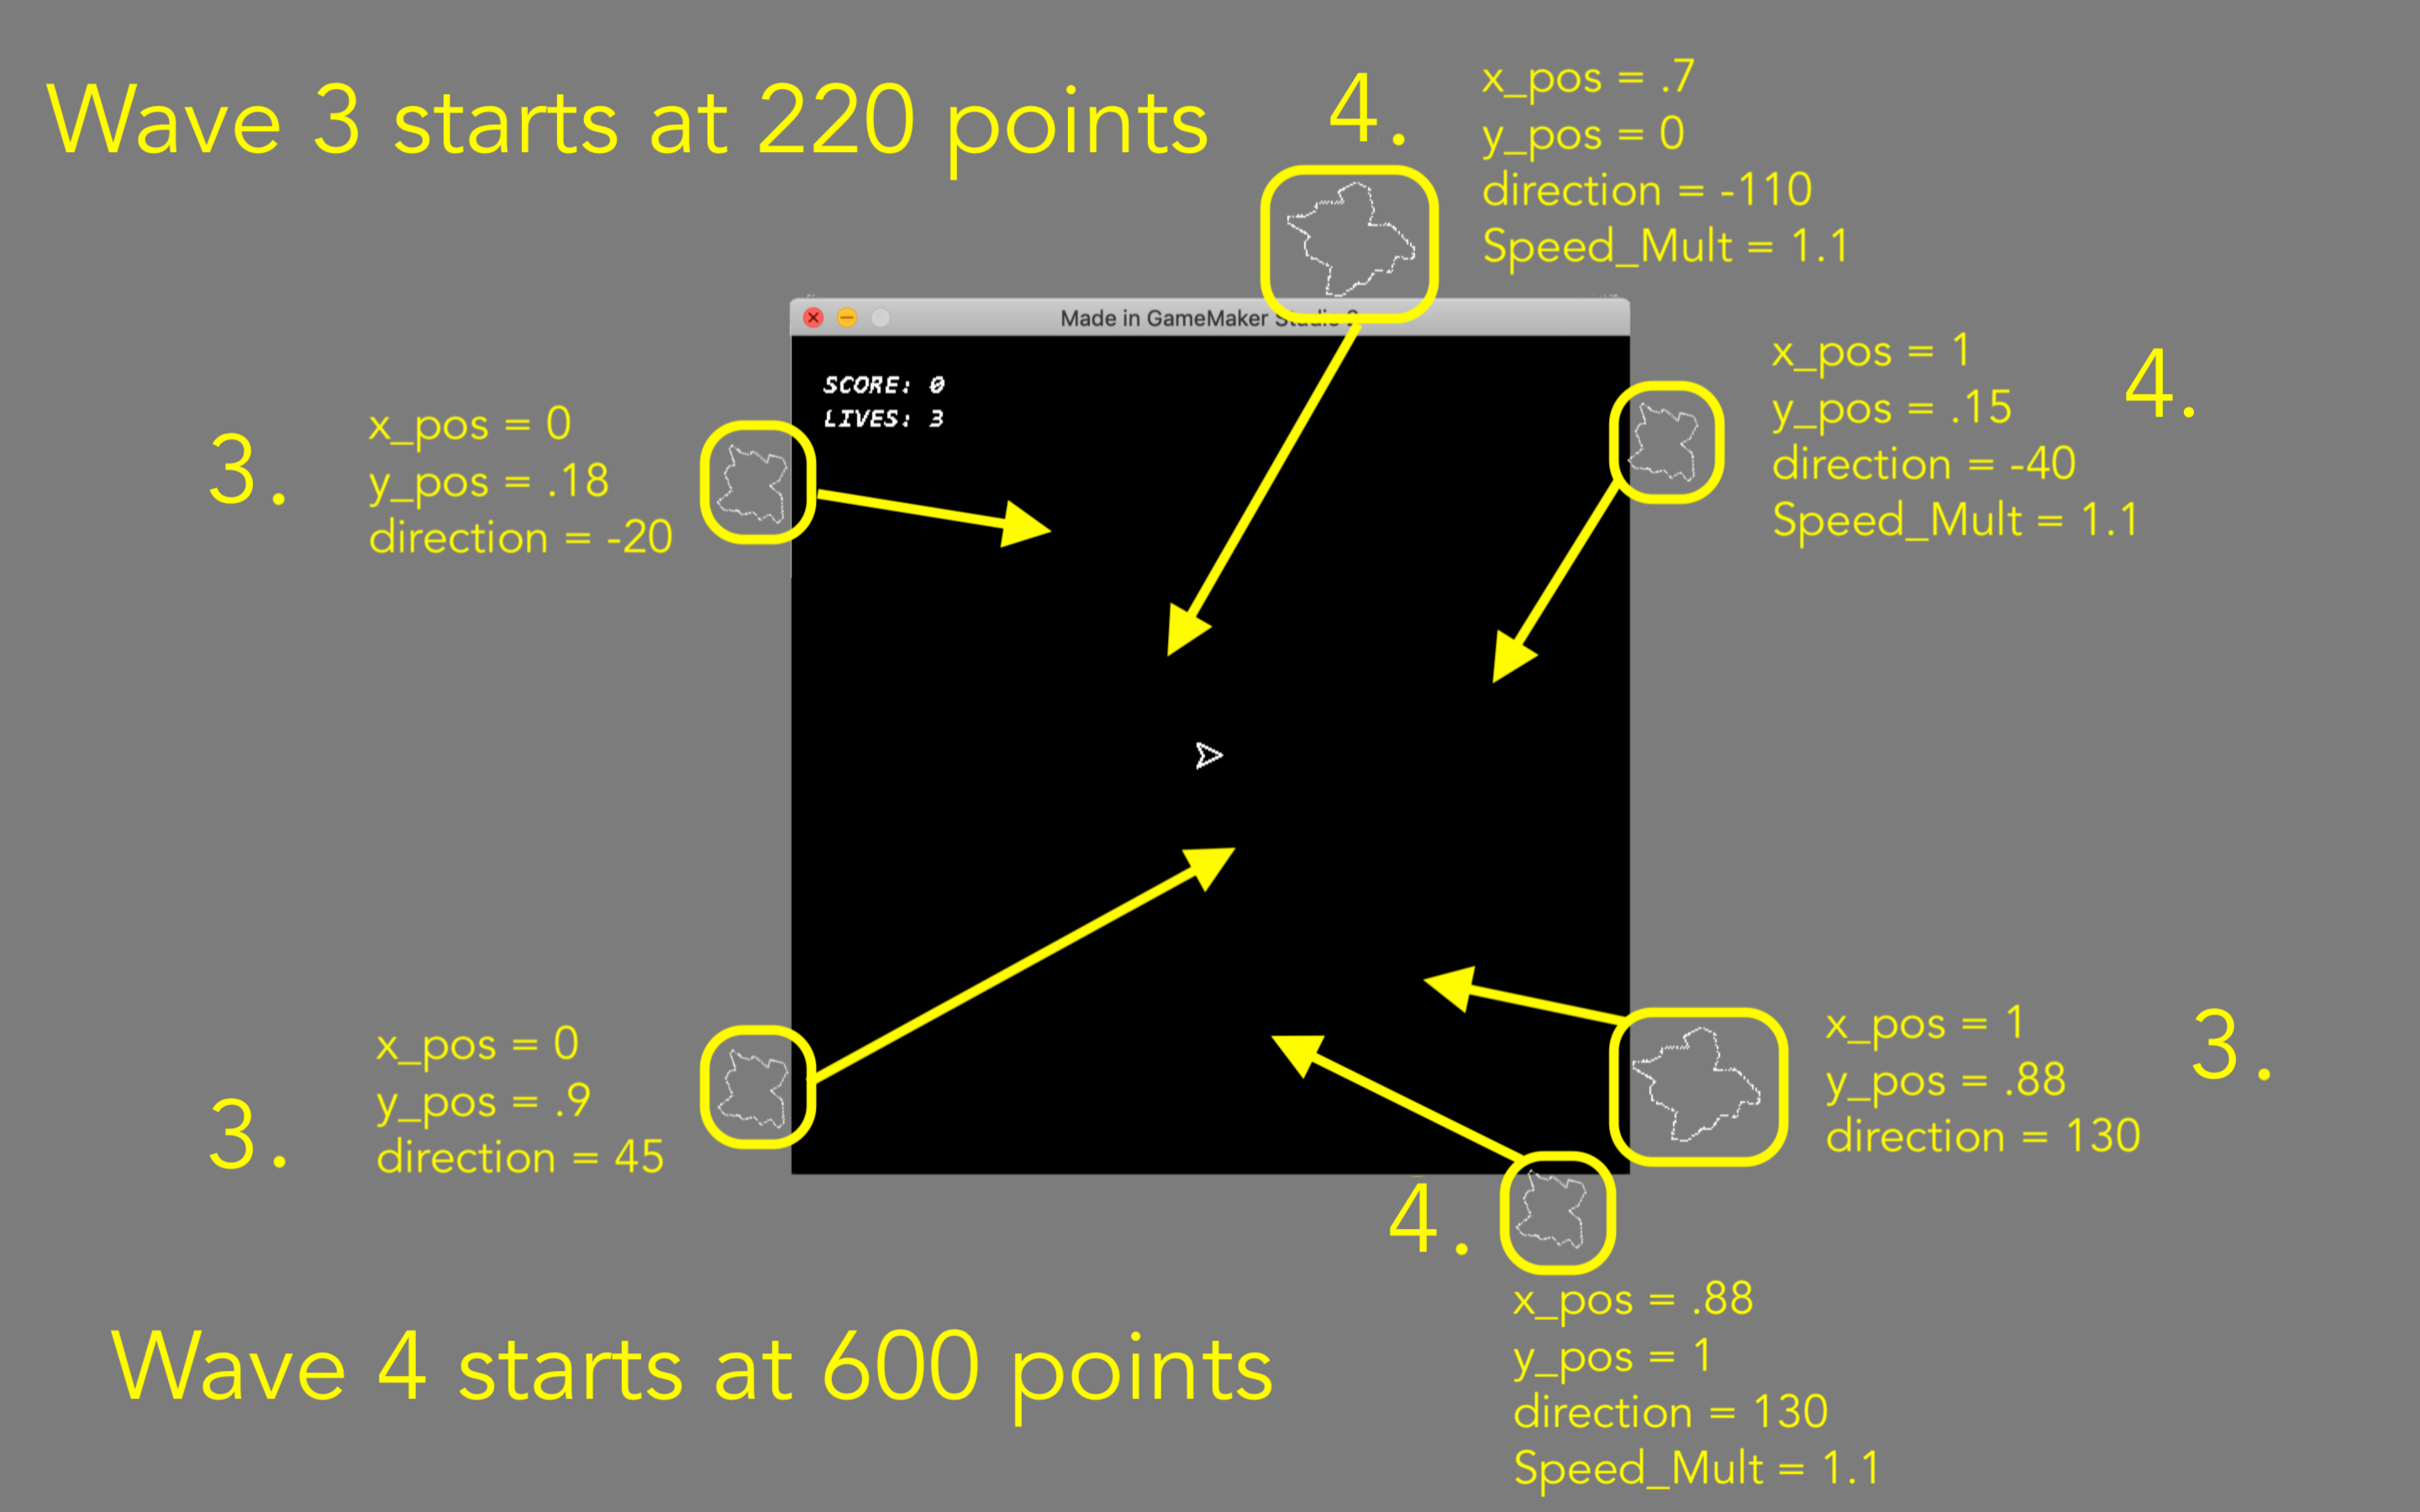 Wave 3 starts at 220 points
4.
x_pos = .7
y_pos = 0
direction = -110
Speed_Mult = 1.1
Made in GameMaker Studio 2
SCORE: 0
LIVES: 3
3.
x_pos = 0
y_pos = .18
direction = -20
x_pos = 1
y_pos = .15
direction = -40
Speed_Mult = 1.1
4.
3.
x_pos = 0
y_pos = .9
direction = 45
x_pos = 1
y_pos = .88
direction = 130
3.
4.
x_pos = .88
y_pos = 1
direction = 130
Speed_Mult = 1.1
Wave 4 starts at 600 points